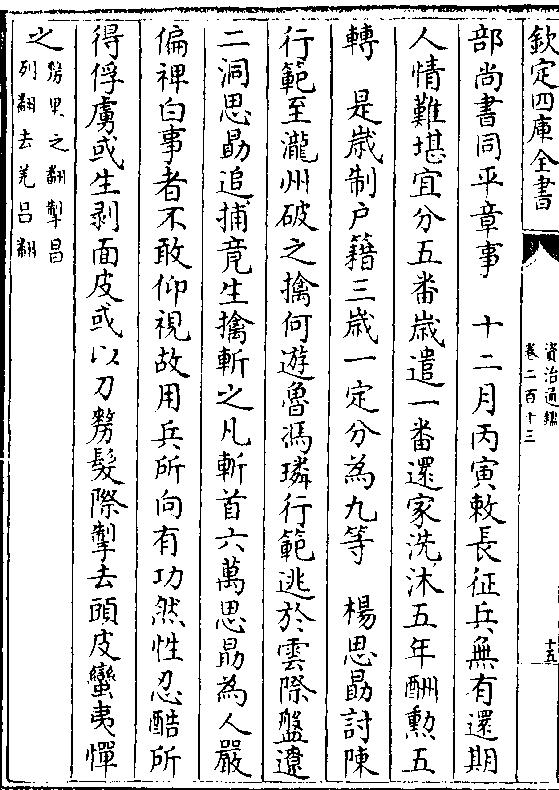 欽定四庫全書
資治通鑑
卷二百十三
十五
部尚書同平章事　十二月丙寅敕長征兵無有還期
人情難堪宜分五番歲遣一番還家洗沐五年酬勲五
轉　是歲制户籍三歲一定分為九等　楊思勗討陳
行範至瀧州破之擒何遊魯馮璘行範逃於雲際盤遼
二洞思勗追捕竟生擒斬之凡斬首六萬思勗為人嚴
偏裨白事者不敢仰視故用兵所向有功然性忍酷所
得俘虜或生剥面皮或以刀剺髮際掣去頭皮蠻夷憚
之剺里之翻掣昌
列翻去羌呂翻